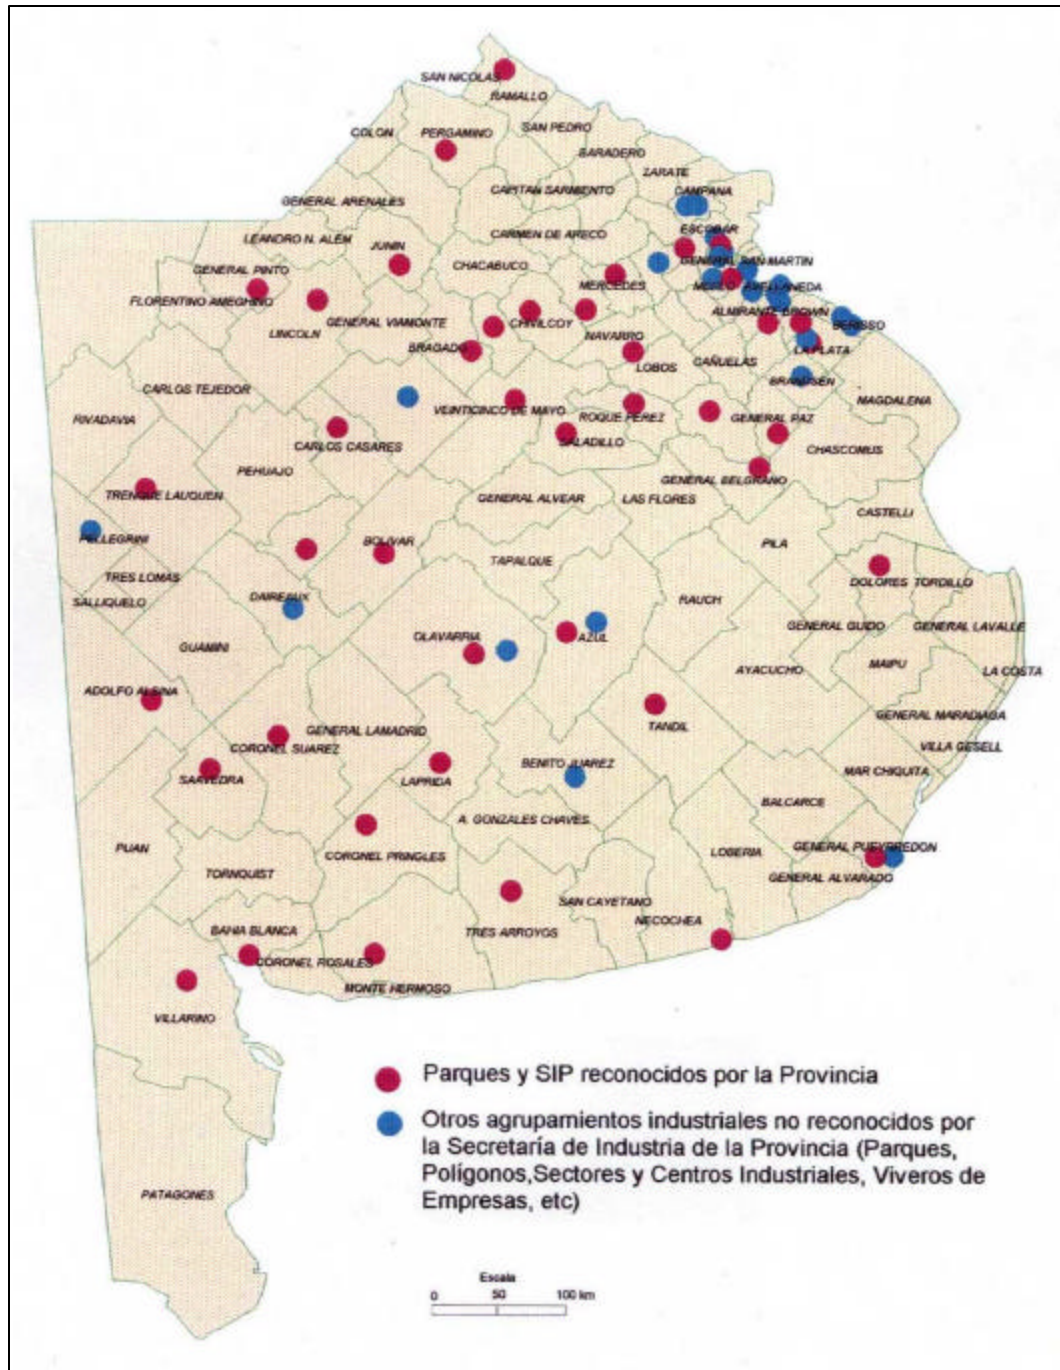 SAN NICOLAS
RAMALLO
COLON
PERGAMINO
SAN PEDRO
BARADERO
ZARATE
CAPITAN SARMIENTO
CAMPANA
GENERAL ARENALES
ESCOBAR
LEANDRO N. ALEM
CARMEN DE ARECO
JUNIN
GENERAL SAN MARTIN
GENERAL PINTO
CHACABUCO
MERCEDES
MERLO
AVELLANEDA
FLORENTINO AMEGHINO
ALMIRANTE BROWN
GENERAL VIAMONTE
CHIVILCOY
BERISSO
LINCOLN
NAVARRO
BRAGADO
LA PLATA
CAÑUELAS
LOBOS
BRANDSEN
CARLOS TEJEDOR
MAGDALENA
RIVADAVIA
VEINTICINCO DE MAYO
ROQUE PEREZ
GENERAL PAZ
CARLOS CASARES
SALADILLO
CHASCOMUS
PEHUAJO
GENERAL BELGRANO
TRENQUE LAUQUEN
GENERAL ALVEAR
LAS FLORES
CASTELLI
PELLEGRINI
BOLIVAR
PILA
TAPALQUE
TRES LOMAS
DOLORES
TORDILLO
DAIREAUX
SALLIQUELO
RAUCH
GENERAL GUIDO
GENERAL LAVALLE
OLAVARRIA
AZUL
GUAMINI
MAIPU
AYACUCHO
LA COSTA
ADOLFO ALSINA
GENERAL MARADIAGA
TANDIL
GENERAL LAMADRID
CORONEL SUAREZ
VILLA GESELL
BENITO JUAREZ
MAR CHIQUITA
SAAVEDRA
LAPRIDA
BALCARCE
A. GONZALES CHAVES
PUAN
GENERAL PUEYRREDON
LOBERIA
CORONEL PRINGLES
TORNQUIST
GENERAL ALVARADO
SAN CAYETANO
NECOCHEA
BAHIA BLANCA
TRES ARROYOS
CORONEL ROSALES
MONTE HERMOSO
VILLARINO
PATAGONES
Parques y SIP reconocidos por la Provincia
Otros agrupamientos industriales no reconocidos por
la Secretaría de Industria de la Provincia (Parques,
Polígonos,Sectores y Centros Industriales, Viveros de
Empresas, etc)
Escala
0 50 100 km